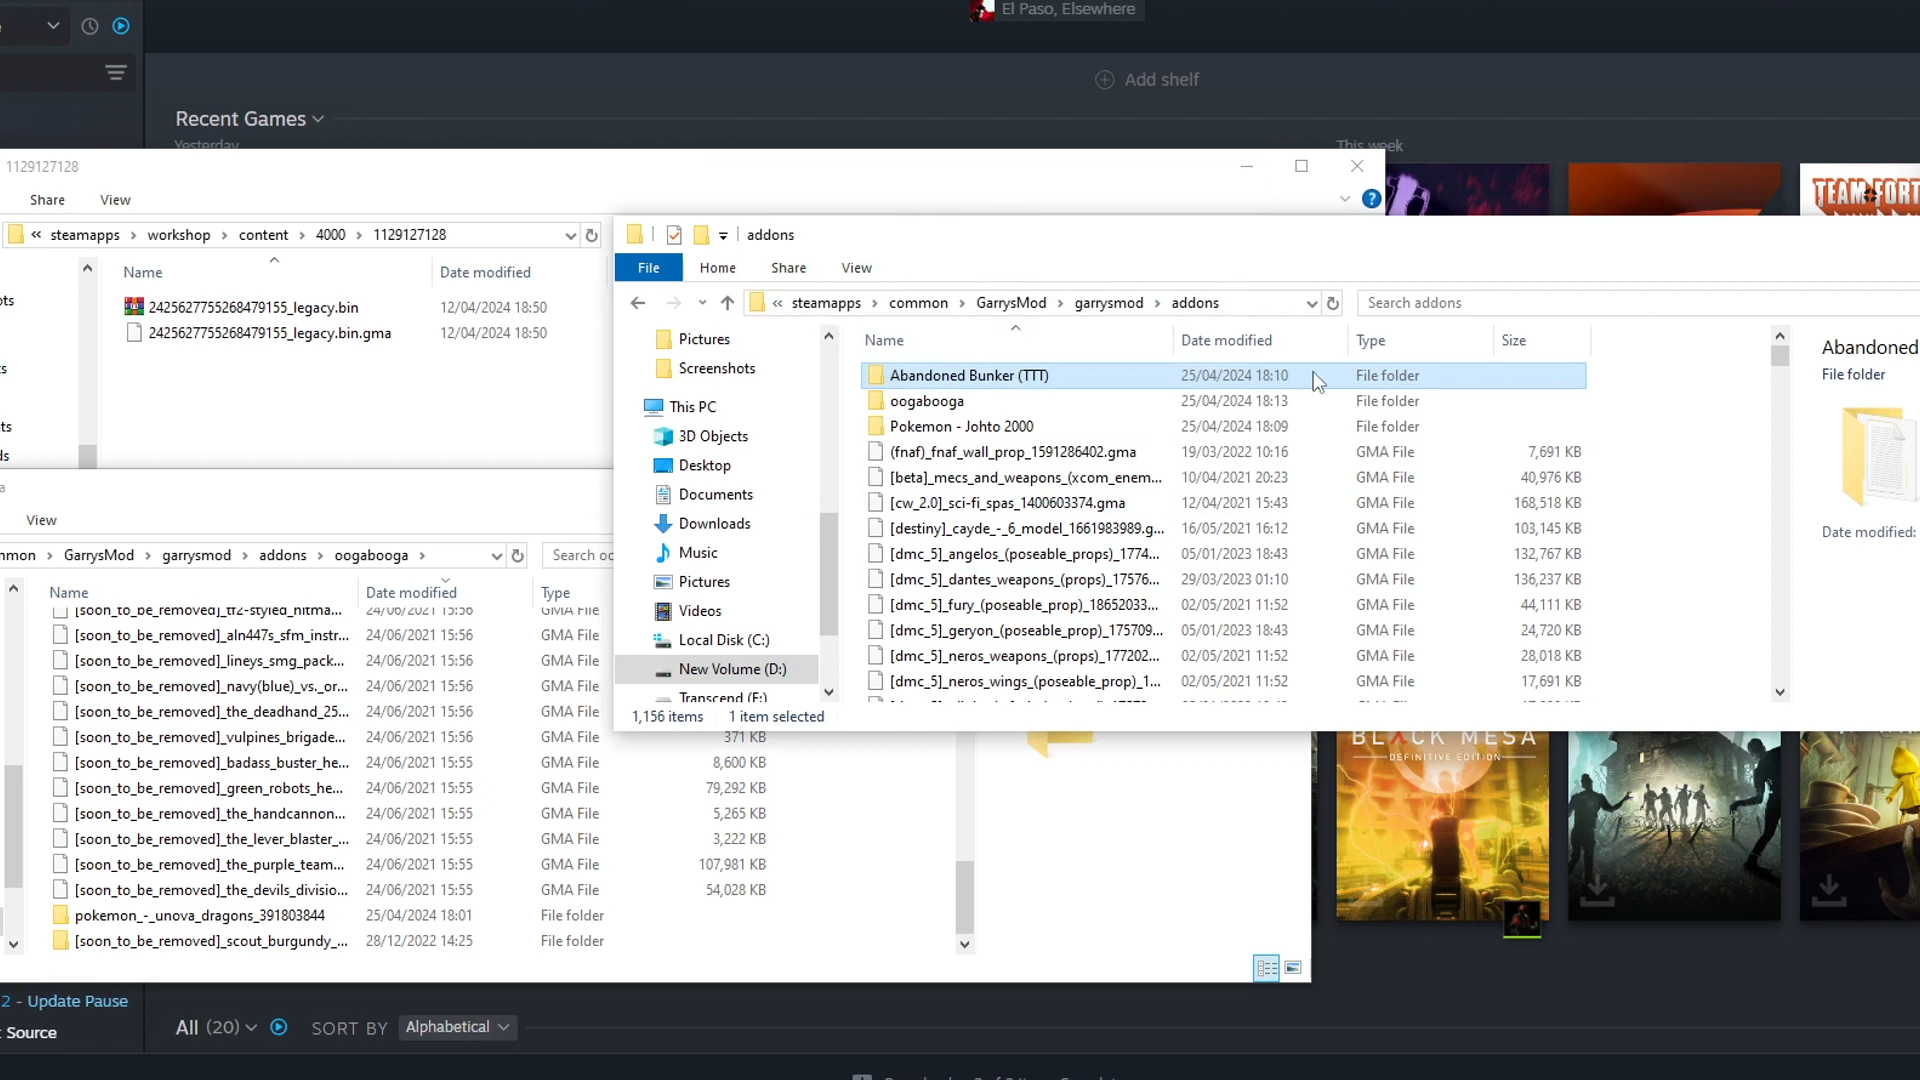 El Paso, Elsewhere
Add shelf
Recent Games
Yesterday
This week
1129127128
Share View
« steamapps › workshop › content › 4000 › 1129127128
Name Date modified
2425627755268479155_legacy.bin 12/04/2024 18:50
2425627755268479155_legacy.bin.gma 12/04/2024 18:50
TEAM FORT
addons
File Home Share View
« steamapps › common › GarrysMod › garrysmod › addons
Search addons
Pictures
Screenshots
This PC
3D Objects
Desktop
Documents
Downloads
Music
Pictures
Videos
Local Disk (C:)
New Volume (D:)
Transcend (F:)
Name Date modified Type Size
Abandoned Bunker (TTT) 25/04/2024 18:10 File folder
oogabooga 25/04/2024 18:13 File folder
Pokemon - Johto 2000 25/04/2024 18:09 File folder
(fnaf)_fnaf_wall_prop_1591286402.gma 19/03/2022 10:16 GMA File 7,691 KB
[beta]_mecs_and_weapons_(xcom_enem... 10/04/2021 20:23 GMA File 40,976 KB
[cw_2.0]_sci-fi_spas_1400603374.gma 12/04/2021 15:43 GMA File 168,518 KB
[destiny]_cayde_-_6_model_1661983989.g... 16/05/2021 16:12 GMA File 103,145 KB
[dmc_5]_angelos_(poseable_props)_1774... 05/01/2023 18:43 GMA File 132,767 KB
[dmc_5]_dantes_weapons_(props)_17576... 29/03/2023 01:10 GMA File 136,237 KB
[dmc_5]_fury_(poseable_prop)_18652033... 02/05/2021 11:52 GMA File 44,111 KB
[dmc_5]_geryon_(poseable_prop)_175709... 05/01/2023 18:43 GMA File 24,720 KB
[dmc_5]_neros_weapons_(props)_177202... 02/05/2021 11:52 GMA File 28,018 KB
[dmc_5]_neros_wings_(poseable_prop)_1... 02/05/2021 11:52 GMA File 17,691 KB
1,156 items 1 item selected
Abandoned
File folder
Date modified:
View
GarrysMod › garrysmod › addons › oogabooga ›
Search
Name Date modified Type
[soon_to_be_removed]_tf2-styled_hitma... 24/06/2021 15:56 GMA File
[soon_to_be_removed]_aln447s_sfm_instr... 24/06/2021 15:56 GMA File
[soon_to_be_removed]_lineys_smg_pack... 24/06/2021 15:56 GMA File
[soon_to_be_removed]_navy(blue)_vs._or... 24/06/2021 15:56 GMA File
[soon_to_be_removed]_the_deadhand_25... 24/06/2021 15:56 GMA File
[soon_to_be_removed]_vulpines_brigade... 24/06/2021 15:56 GMA File 371 KB
[soon_to_be_removed]_badass_buster_he... 24/06/2021 15:55 GMA File 8,600 KB
[soon_to_be_removed]_green_robots_he... 24/06/2021 15:55 GMA File 79,292 KB
[soon_to_be_removed]_the_handcannon... 24/06/2021 15:55 GMA File 5,265 KB
[soon_to_be_removed]_the_lever_blaster_... 24/06/2021 15:55 GMA File 3,222 KB
[soon_to_be_removed]_the_purple_team... 24/06/2021 15:55 GMA File 107,981 KB
[soon_to_be_removed]_the_devils_divisio... 24/06/2021 15:55 GMA File 54,028 KB
pokemon_-_unova_dragons_391803844 25/04/2024 18:01 File folder
[soon_to_be_removed]_scout_burgundy_... 28/12/2022 14:25 File folder
BLACK MESA
DEFINITIVE EDITION
2 - Update Pause
Source
All (20) SORT BY Alphabetical